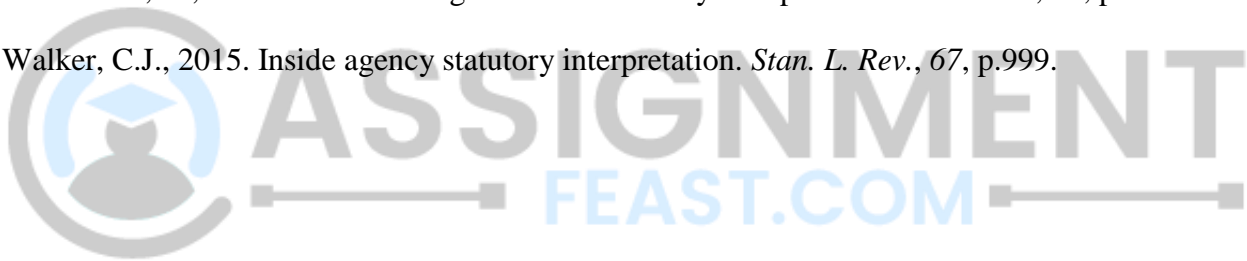 Walker, C.J., 2015. Inside agency statutory interpretation. Stan. L. Rev., 67, p.999.
ASSIGNMENT
FEAST.COM